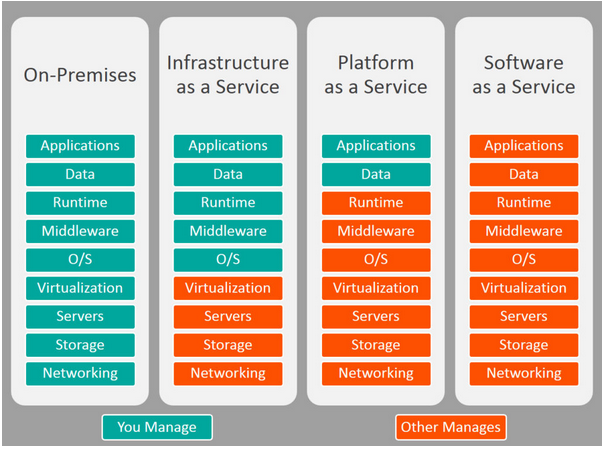 On-Premises
Applications
Data
Runtime
Middleware
O/S
Virtualization
Servers
Storage
Networking
Infrastructure
as a Service
Applications
Data
Runtime
Middleware
O/S
Virtualization
Servers
Storage
Networking
Platform
as a Service
Applications
Data
Runtime
Middleware
O/S
Virtualization
Servers
Storage
Networking
Software
as a Service
Applications
Data
Runtime
Middleware
O/S
Virtualization
Servers
Storage
Networking
You Manage
Other Manages